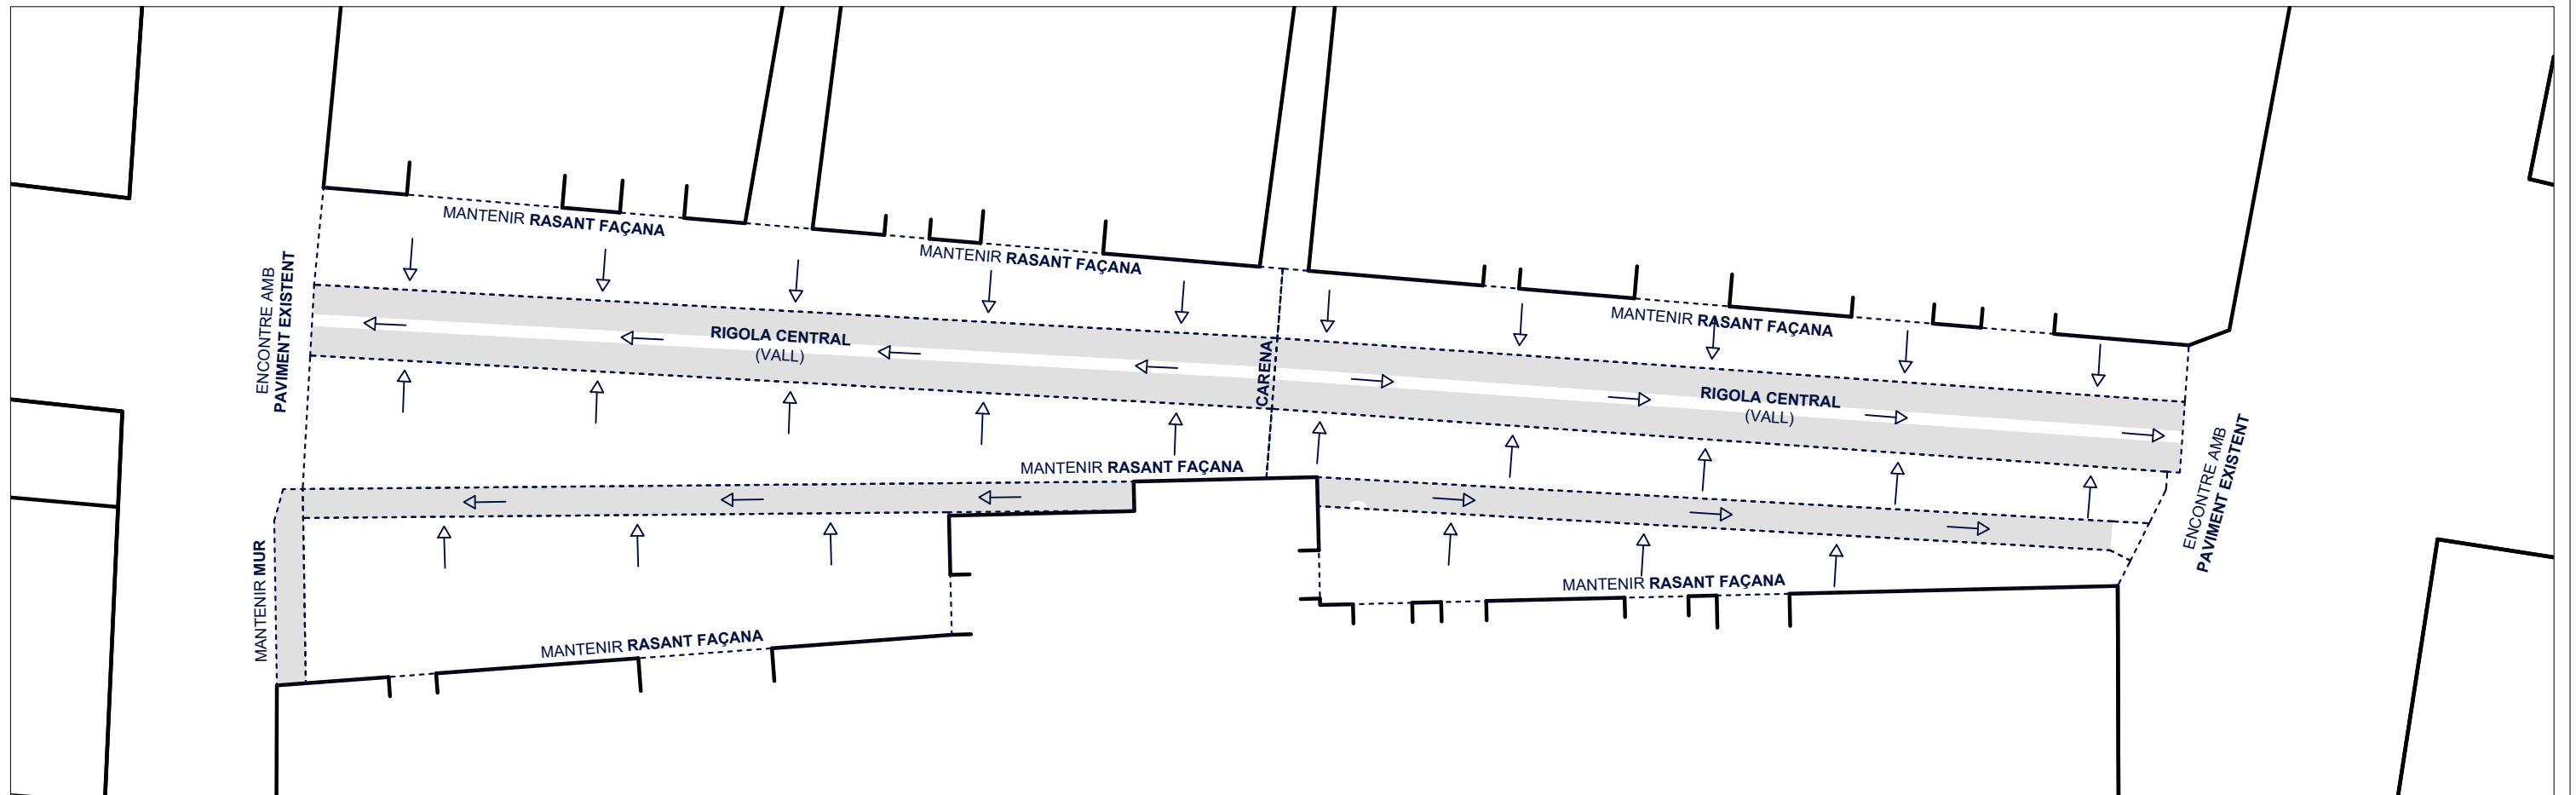 MANTENIR RASANT FAÇANA
MANTENIR RASANT FAÇANA
MANTENIR RASANT FAÇANA
ENCONTRE AMB
PAVIMENT EXISTENT
RIGOLA CENTRAL
(VALL)
CARENA
RIGOLA CENTRAL
(VALL)
ENCONTRE AMB
PAVIMENT EXISTENT
MANTENIR RASANT FAÇANA
MANTENIR MUR
MANTENIR RASANT FAÇANA
MANTENIR RASANT FAÇANA